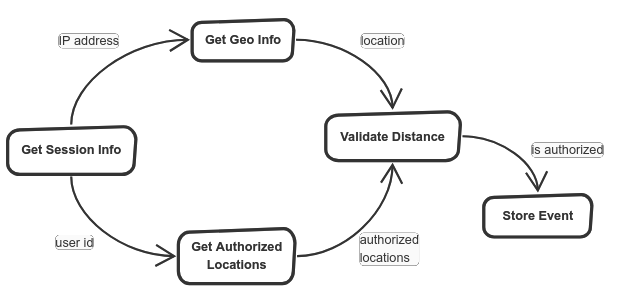 IP address
Get Geo Info
location
Get Session Info
Validate Distance
is authorized
user id
Get Authorized
Locations
authorized
locations
Store Event